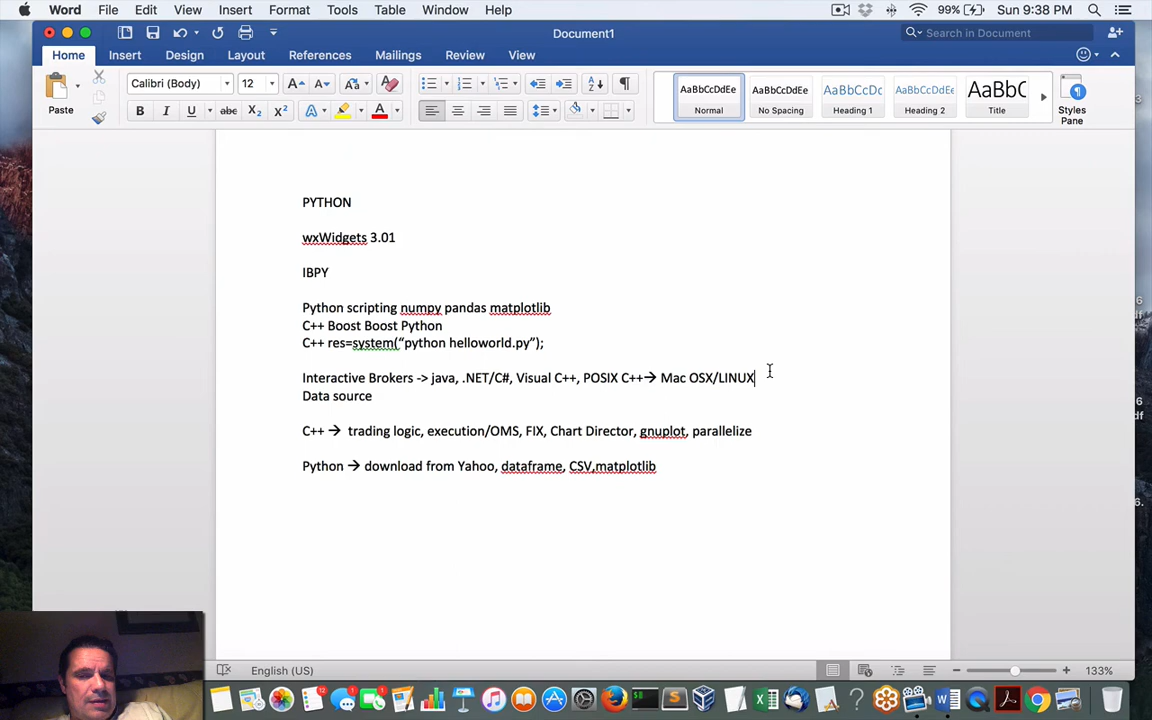 Word File Edit View Insert Format Tools Table Window Help 99% Sun 9:38 PM
Document1 Search in Document
Home Insert Design Layout References Mailings Review View
Calibri (Body) 12
AaBbCcDdEe AaBbCcDdEe AaBbCcDc AaBbCcDdEe AaBbCcC
Paste B I U abc X2 X2 A Normal No Spacing Heading 1 Heading 2 Title Styles Pane
PYTHON
wxWidgets 3.01
IBPY
Python scripting numpy pandas matplotlib
C++ Boost Boost Python
C++ res=system(“python helloworld.py”);
Interactive Brokers -> java, .NET/C#, Visual C++, POSIX C++→ Mac OSX/LINUX
Data source
C++ → trading logic, execution/OMS, FIX, Chart Director, gnuplot, parallelize
Python → download from Yahoo, dataframe, CSV,matplotlib
English (US) 133%